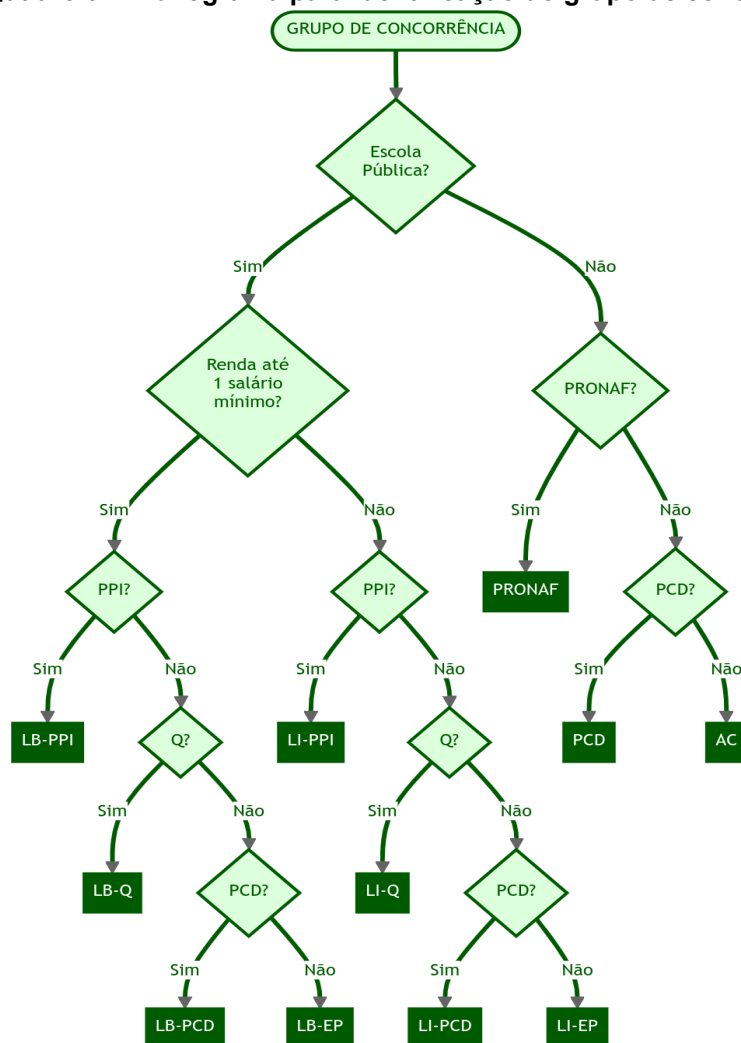 GRUPO DE CONCORRÊNCIA
Escola
Pública?
Sim
Não
Renda até
1 salário
mínimo?
PRONAF?
Sim
Não
Sim
Não
PPI?
PPI?
PRONAF
PCD?
Sim
Não
Sim
Não
Sim
Não
LB-PPI
Q?
LI-PPI
Q?
PCD
AC
Sim
Não
Sim
Não
LB-Q
PCD?
LI-Q
PCD?
Sim
Não
Sim
Não
LB-PCD
LB-EP
LI-PCD
LI-EP